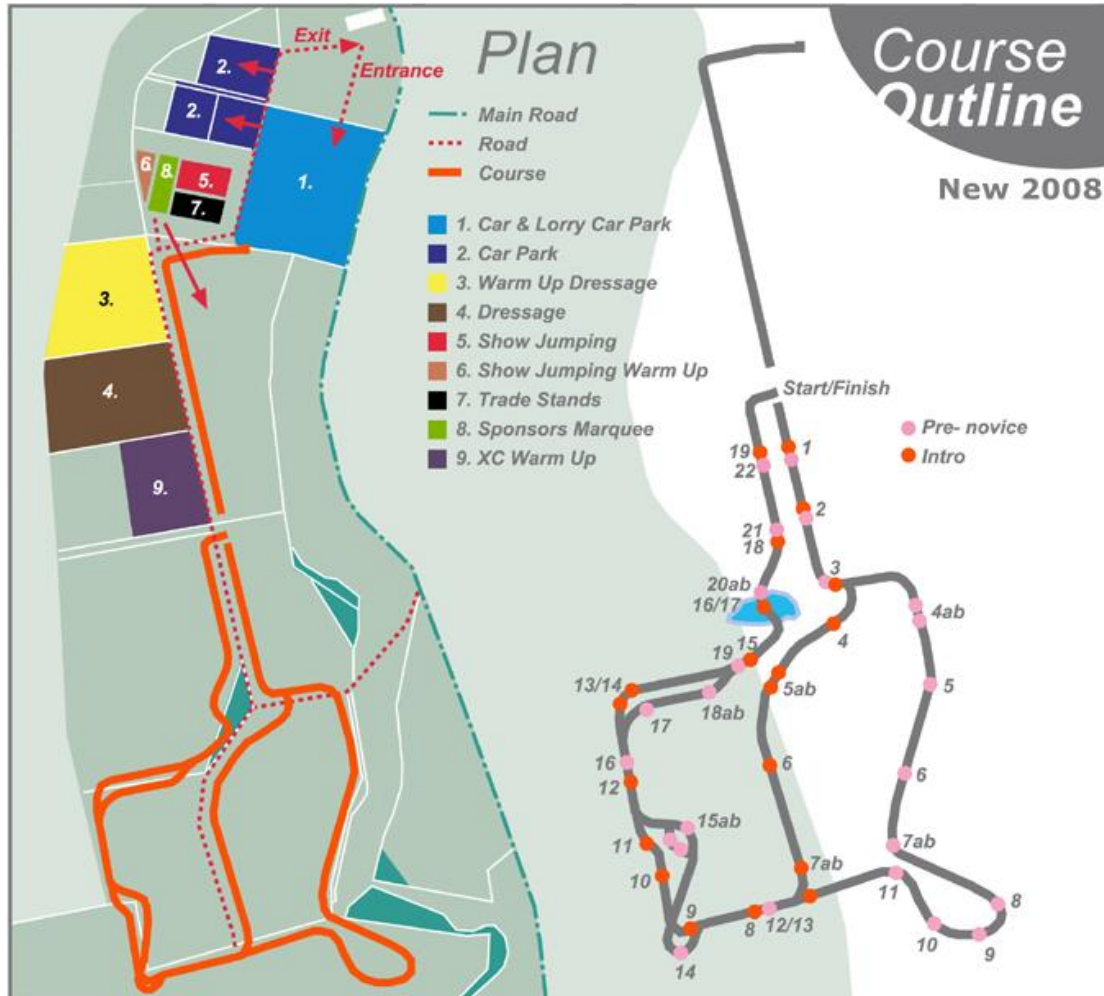 Exit
Entrance
2.
2.
1.
6.
8.
5.
7.
3.
4.
9.
Plan
Main Road
Road
Course
1. Car & Lorry Car Park
2. Car Park
3. Warm Up Dressage
4. Dressage
5. Show Jumping
6. Show Jumping Warm Up
7. Trade Stands
8. Sponsors Marquee
9. XC Warm Up
Course
Outline
New 2008
Start/Finish
Pre- novice
Intro
19
22
1
2
21
18
3
20ab
16/17
4ab
4
15
19
5
5ab
13/14
18ab
17
16
12
6
6
15ab
11
10
7ab
7ab
11
8
9
8
12/13
10
9
14